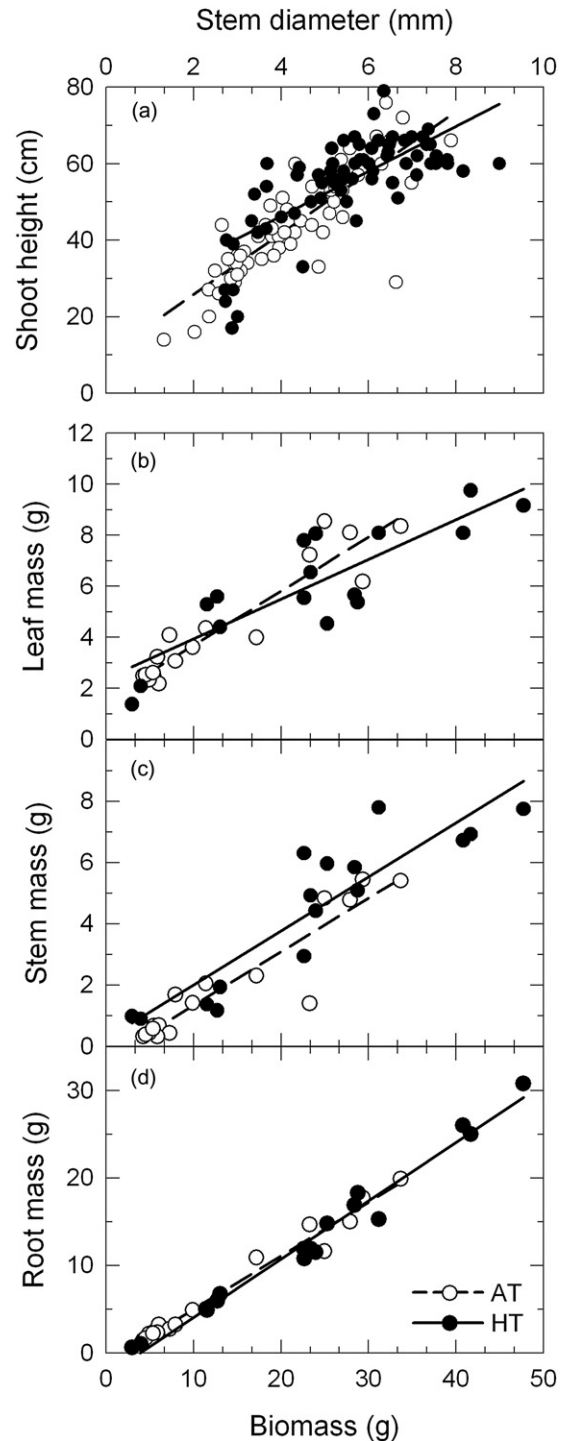 Stem diameter (mm)
0 2 4 6 8 10
(a)
80
60
40
20
0
Shoot height (cm)
(b)
12
10
8
6
4
2
0
Leaf mass (g)
(c)
8
6
4
2
0
Stem mass (g)
(d)
30
20
10
0
Root mass (g)
AT
HT
0 10 20 30 40 50
Biomass (g)